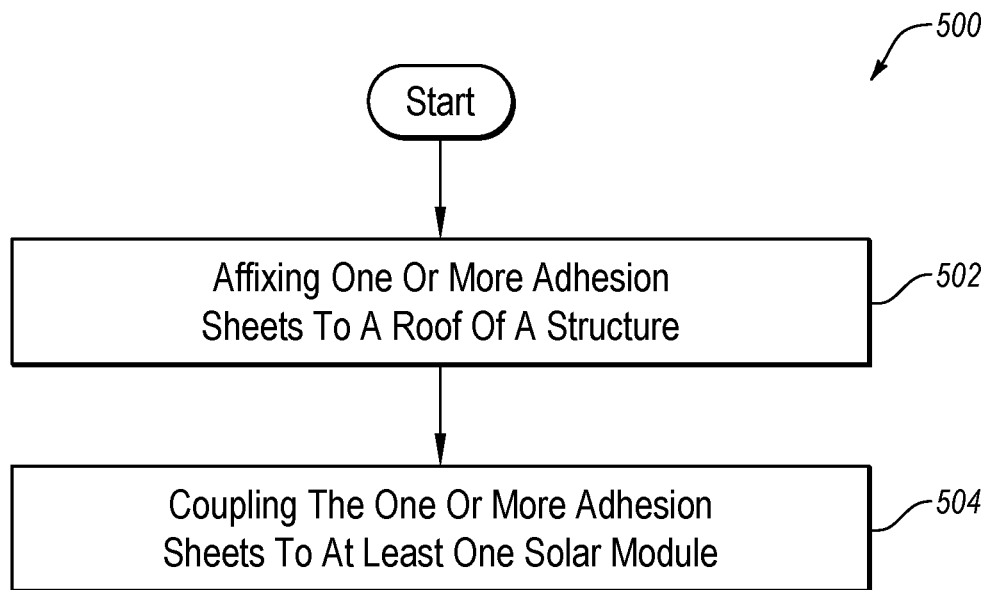 500
Start
Affixing One Or More Adhesion
Sheets To A Roof Of A Structure
502
Coupling The One Or More Adhesion
Sheets To At Least One Solar Module
504